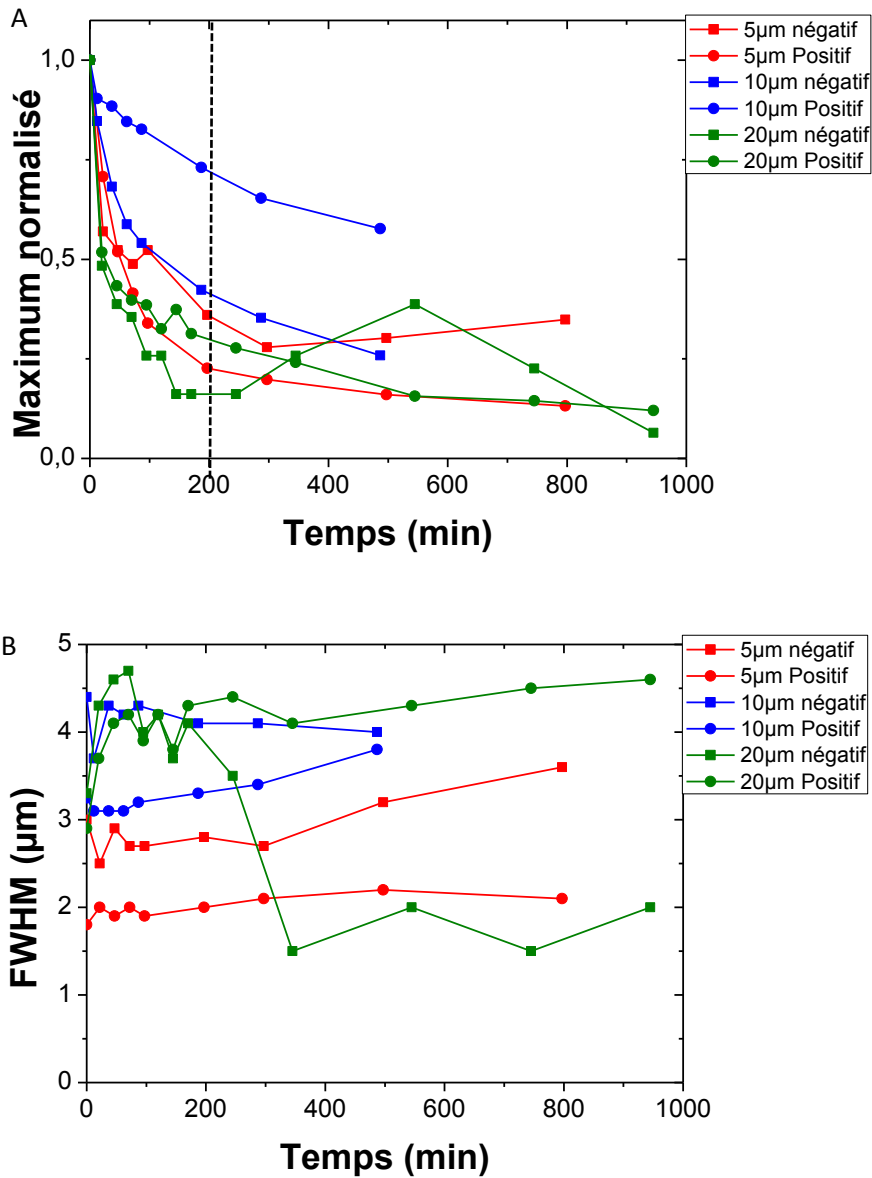 A
5µm négatif
5µm Positif
10µm négatif
10µm Positif
20µm négatif
20µm Positif
1,0
0,5
0,0
Maximum normalisé
0 200 400 600 800 1000
Temps (min)
B
5µm négatif
5µm Positif
10µm négatif
10µm Positif
20µm négatif
20µm Positif
5
4
3
2
1
0
FWHM (µm)
0 200 400 600 800 1000
Temps (min)